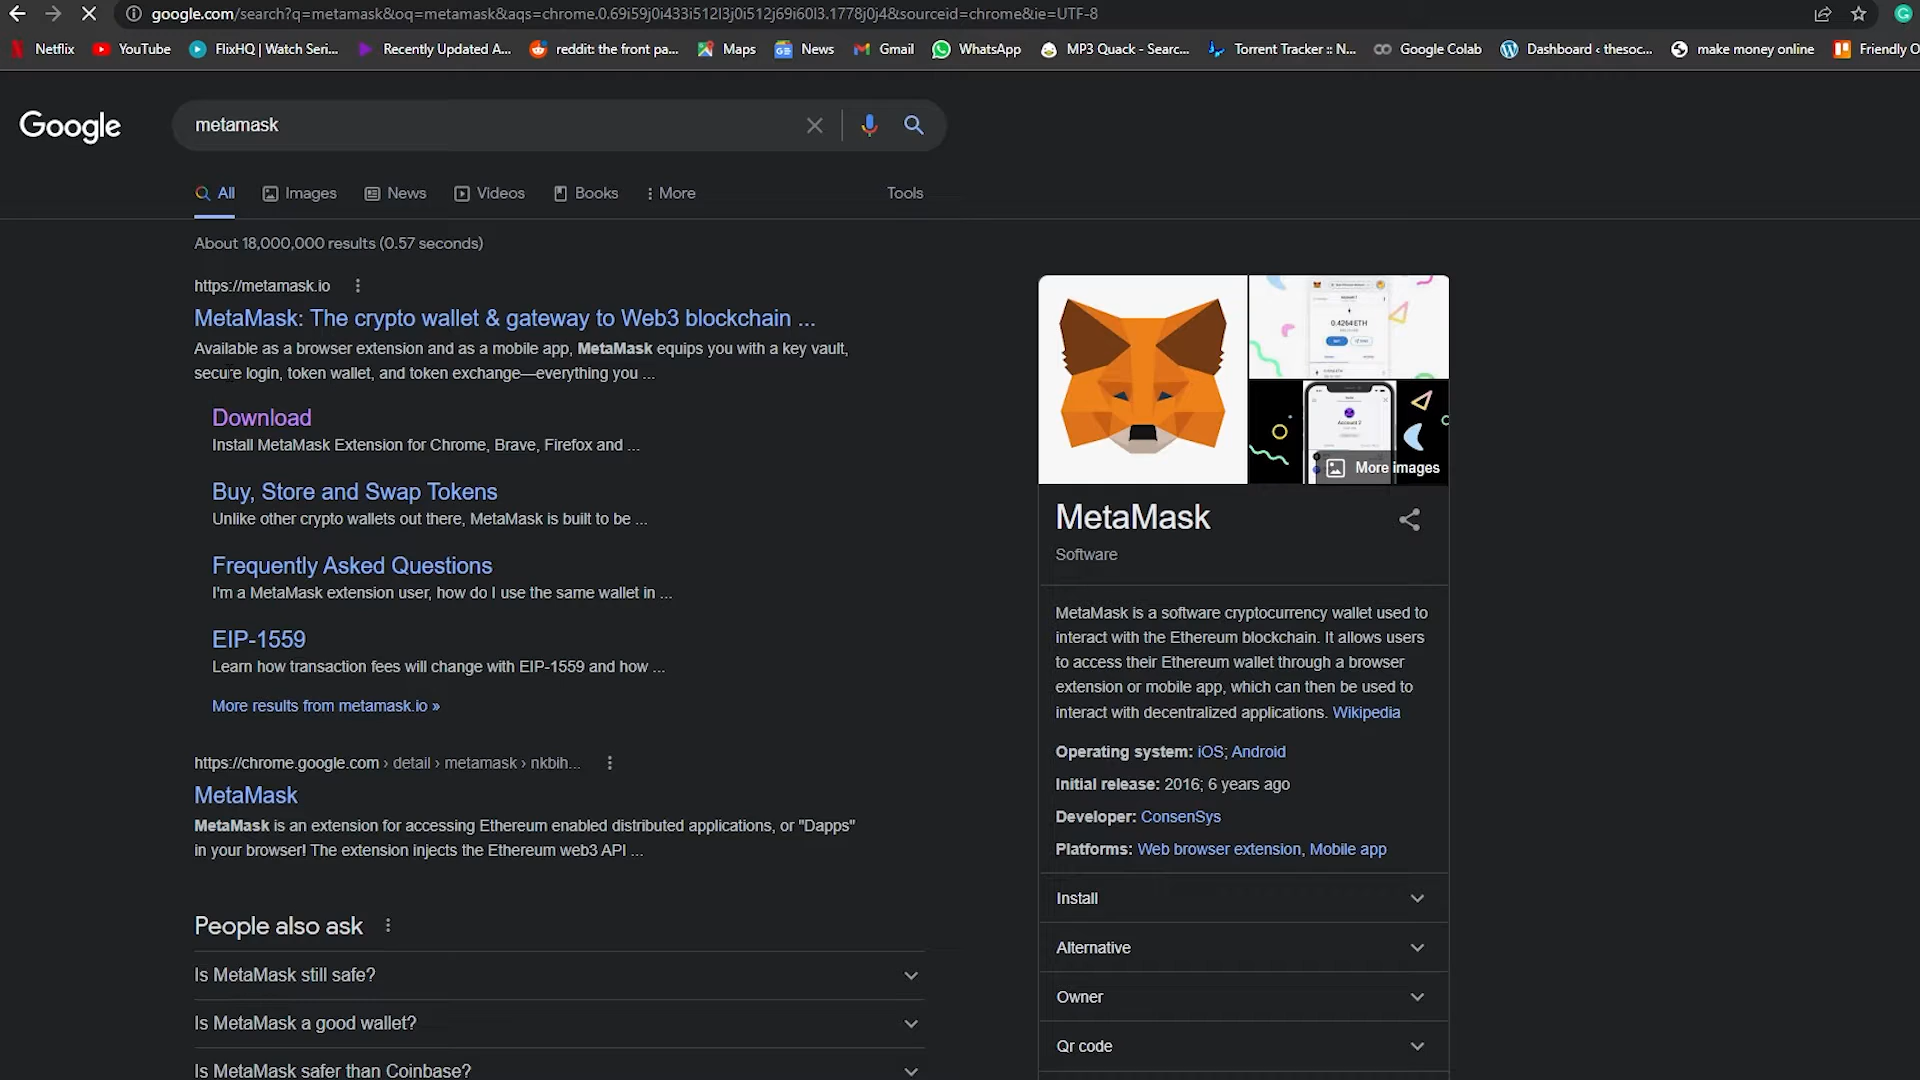 google.com/search?q=metamask&oq=metamask&aqs=chrome.0.69i59j0i433i512l3j0i512j69i60l3.1778j0j4&sourceid=chrome&ie=UTF-8
Netflix YouTube FlixHQ | Watch Seri... Recently Updated A... reddit: the front pa... Maps News Gmail WhatsApp MP3 Quack - Searc... Torrent Tracker :: N... Google Colab Dashboard ‹ thesoc... make money online Friendly O
Google
metamask
All Images News Videos Books More Tools
About 18,000,000 results (0.57 seconds)
https://metamask.io
MetaMask: The crypto wallet & gateway to Web3 blockchain ...
Available as a browser extension and as a mobile app, MetaMask equips you with a key vault,
secure login, token wallet, and token exchange—everything you ...
Download
Install MetaMask Extension for Chrome, Brave, Firefox and ...
Buy, Store and Swap Tokens
Unlike other crypto wallets out there, MetaMask is built to be ...
Frequently Asked Questions
I'm a MetaMask extension user, how do I use the same wallet in ...
EIP-1559
Learn how transaction fees will change with EIP-1559 and how ...
More results from metamask.io »
https://chrome.google.com › detail › metamask › nkbih...
MetaMask
MetaMask is an extension for accessing Ethereum enabled distributed applications, or "Dapps"
in your browser! The extension injects the Ethereum web3 API ...
People also ask
Is MetaMask still safe?
Is MetaMask a good wallet?
Is MetaMask safer than Coinbase?
0.4264 ETH
Account 2
More images
MetaMask
Software
MetaMask is a software cryptocurrency wallet used to
interact with the Ethereum blockchain. It allows users
to access their Ethereum wallet through a browser
extension or mobile app, which can then be used to
interact with decentralized applications. Wikipedia
Operating system: iOS; Android
Initial release: 2016; 6 years ago
Developer: ConsenSys
Platforms: Web browser extension, Mobile app
Install
Alternative
Owner
Qr code